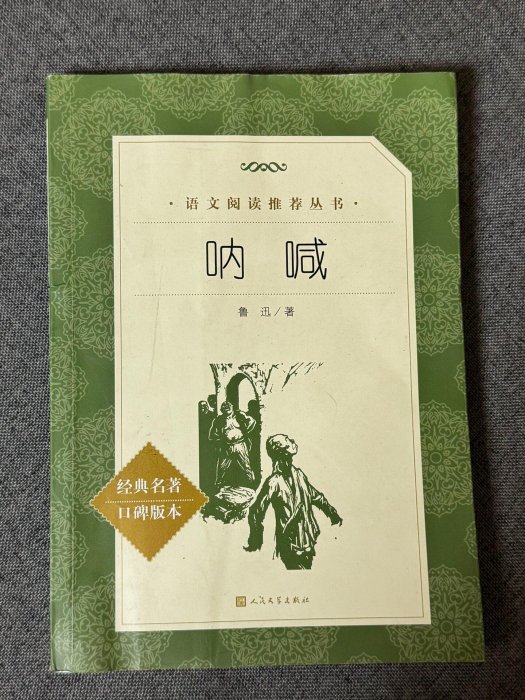 ·语文阅读推荐丛书·
呐 喊
鲁 迅/著
经典名著
口碑版本
人民文学出版社